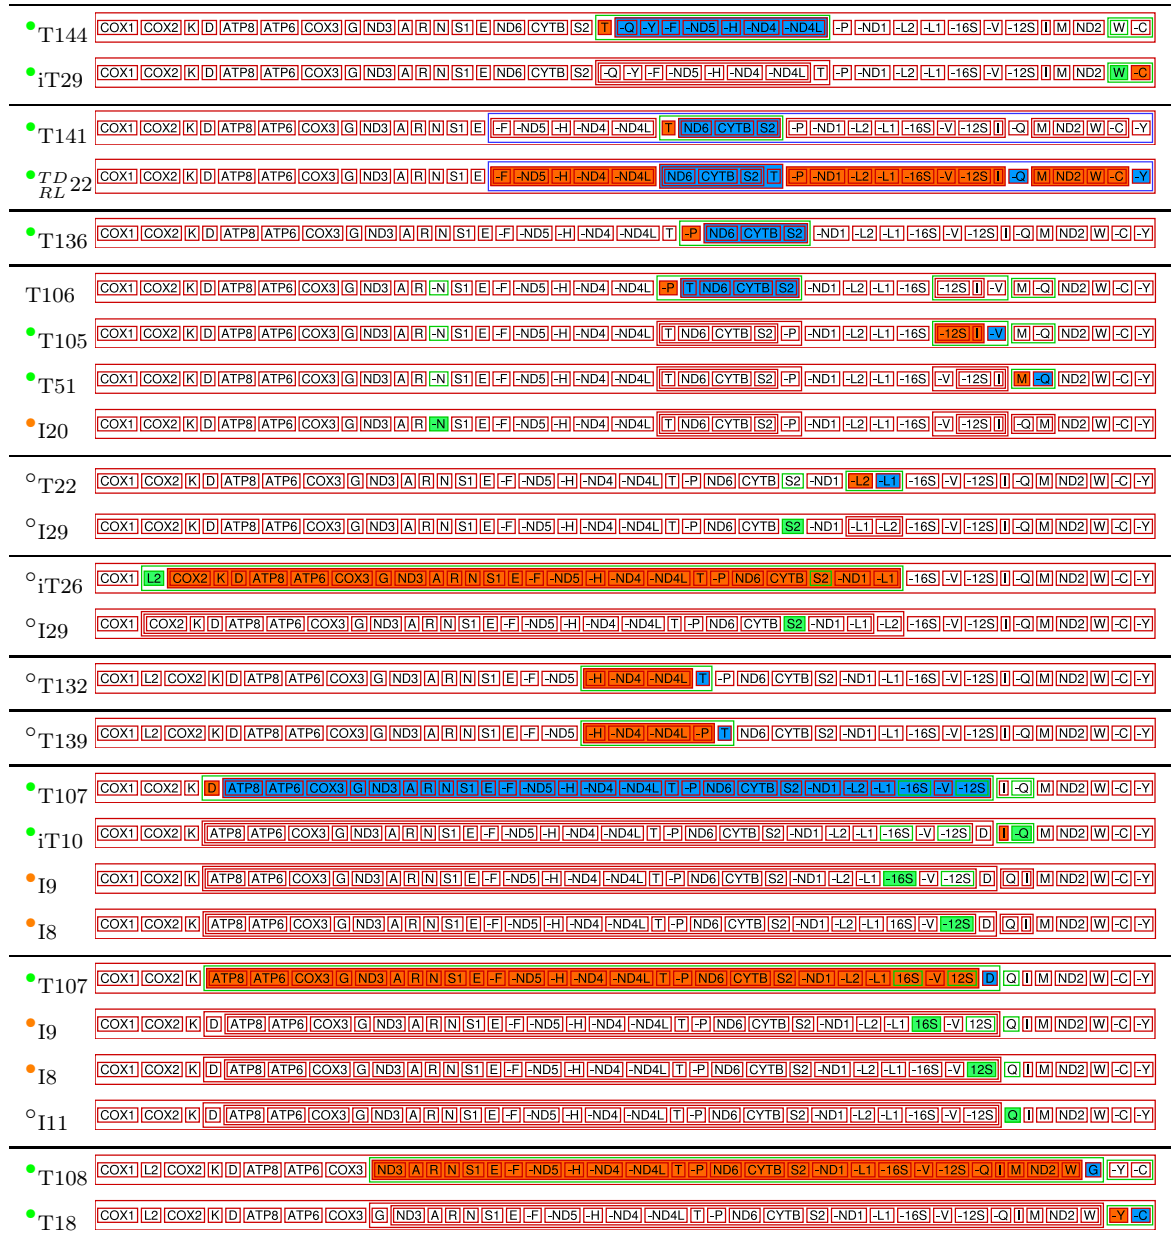 T144 COX1 COX2 K D ATP8 ATP6 COX3 G ND3 A R N S1 E ND6 CYTB S2 T -Q -Y -F -ND5 -H -ND4 -ND4L -P -ND1 -L2 -L1 -16S -V -12S I M ND2 W -C
iT29 COX1 COX2 K D ATP8 ATP6 COX3 G ND3 A R N S1 E ND6 CYTB S2 -Q -Y -F -ND5 -H -ND4 -ND4L T -P -ND1 -L2 -L1 -16S -V -12S I M ND2 W -C
T141 COX1 COX2 K D ATP8 ATP6 COX3 G ND3 A R N S1 E -F -ND5 -H -ND4 -ND4L T ND6 CYTB S2 -P -ND1 -L2 -L1 -16S -V -12S I -Q M ND2 W -C -Y
TDRL22 COX1 COX2 K D ATP8 ATP6 COX3 G ND3 A R N S1 E -F -ND5 -H -ND4 -ND4L ND6 CYTB S2 T -P -ND1 -L2 -L1 -16S -V -12S I -Q M ND2 W -C -Y
T136 COX1 COX2 K D ATP8 ATP6 COX3 G ND3 A R N S1 E -F -ND5 -H -ND4 -ND4L T -P ND6 CYTB S2 -ND1 -L2 -L1 -16S -V -12S I -Q M ND2 W -C -Y
T106 COX1 COX2 K D ATP8 ATP6 COX3 G ND3 A R -N S1 E -F -ND5 -H -ND4 -ND4L -P T ND6 CYTB S2 -ND1 -L2 -L1 -16S -12S I -V M -Q ND2 W -C -Y
T105 COX1 COX2 K D ATP8 ATP6 COX3 G ND3 A R -N S1 E -F -ND5 -H -ND4 -ND4L T ND6 CYTB S2 -P -ND1 -L2 -L1 -16S -12S I -V M -Q ND2 W -C -Y
T51 COX1 COX2 K D ATP8 ATP6 COX3 G ND3 A R -N S1 E -F -ND5 -H -ND4 -ND4L T ND6 CYTB S2 -P -ND1 -L2 -L1 -16S -V -12S I M -Q ND2 W -C -Y
I20 COX1 COX2 K D ATP8 ATP6 COX3 G ND3 A R -N S1 E -F -ND5 -H -ND4 -ND4L T ND6 CYTB S2 -P -ND1 -L2 -L1 -16S -V -12S I -Q M ND2 W -C -Y
T22 COX1 COX2 K D ATP8 ATP6 COX3 G ND3 A R N S1 E -F -ND5 -H -ND4 -ND4L T -P ND6 CYTB S2 -ND1 -L2 -L1 -16S -V -12S I -Q M ND2 W -C -Y
I29 COX1 COX2 K D ATP8 ATP6 COX3 G ND3 A R N S1 E -F -ND5 -H -ND4 -ND4L T -P ND6 CYTB S2 -ND1 -L1 -L2 -16S -V -12S I -Q M ND2 W -C -Y
iT26 COX1 L2 COX2 K D ATP8 ATP6 COX3 G ND3 A R N S1 E -F -ND5 -H -ND4 -ND4L T -P ND6 CYTB S2 -ND1 -L1 -16S -V -12S I -Q M ND2 W -C -Y
I29 COX1 COX2 K D ATP8 ATP6 COX3 G ND3 A R N S1 E -F -ND5 -H -ND4 -ND4L T -P ND6 CYTB S2 -ND1 -L1 -L2 -16S -V -12S I -Q M ND2 W -C -Y
T132 COX1 L2 COX2 K D ATP8 ATP6 COX3 G ND3 A R N S1 E -F -ND5 -H -ND4 -ND4L T -P ND6 CYTB S2 -ND1 -L1 -16S -V -12S I -Q M ND2 W -C -Y
T139 COX1 L2 COX2 K D ATP8 ATP6 COX3 G ND3 A R N S1 E -F -ND5 -H -ND4 -ND4L -P T ND6 CYTB S2 -ND1 -L1 -16S -V -12S I -Q M ND2 W -C -Y
T107 COX1 COX2 K D ATP8 ATP6 COX3 G ND3 A R N S1 E -F -ND5 -H -ND4 -ND4L T -P ND6 CYTB S2 -ND1 -L2 -L1 -16S -V -12S I -Q M ND2 W -C -Y
iT10 COX1 COX2 K ATP8 ATP6 COX3 G ND3 A R N S1 E -F -ND5 -H -ND4 -ND4L T -P ND6 CYTB S2 -ND1 -L2 -L1 -16S -V -12S D I -Q M ND2 W -C -Y
I9 COX1 COX2 K ATP8 ATP6 COX3 G ND3 A R N S1 E -F -ND5 -H -ND4 -ND4L T -P ND6 CYTB S2 -ND1 -L2 -L1 -16S -V -12S D Q I M ND2 W -C -Y
I8 COX1 COX2 K ATP8 ATP6 COX3 G ND3 A R N S1 E -F -ND5 -H -ND4 -ND4L T -P ND6 CYTB S2 -ND1 -L2 -L1 16S -V -12S D Q I M ND2 W -C -Y
T107 COX1 COX2 K ATP8 ATP6 COX3 G ND3 A R N S1 E -F -ND5 -H -ND4 -ND4L T -P ND6 CYTB S2 -ND1 -L2 -L1 16S -V 12S D Q I M ND2 W -C -Y
I9 COX1 COX2 K D ATP8 ATP6 COX3 G ND3 A R N S1 E -F -ND5 -H -ND4 -ND4L T -P ND6 CYTB S2 -ND1 -L2 -L1 16S -V 12S Q I M ND2 W -C -Y
I8 COX1 COX2 K D ATP8 ATP6 COX3 G ND3 A R N S1 E -F -ND5 -H -ND4 -ND4L T -P ND6 CYTB S2 -ND1 -L2 -L1 -16S -V 12S Q I M ND2 W -C -Y
I11 COX1 COX2 K D ATP8 ATP6 COX3 G ND3 A R N S1 E -F -ND5 -H -ND4 -ND4L T -P ND6 CYTB S2 -ND1 -L2 -L1 -16S -V -12S Q I M ND2 W -C -Y
T108 COX1 L2 COX2 K D ATP8 ATP6 COX3 ND3 A R N S1 E -F -ND5 -H -ND4 -ND4L T -P ND6 CYTB S2 -ND1 -L1 -16S -V -12S -Q I M ND2 W G -Y -C
T18 COX1 L2 COX2 K D ATP8 ATP6 COX3 G ND3 A R N S1 E -F -ND5 -H -ND4 -ND4L T -P ND6 CYTB S2 -ND1 -L1 -16S -V -12S -Q I M ND2 W -Y -C